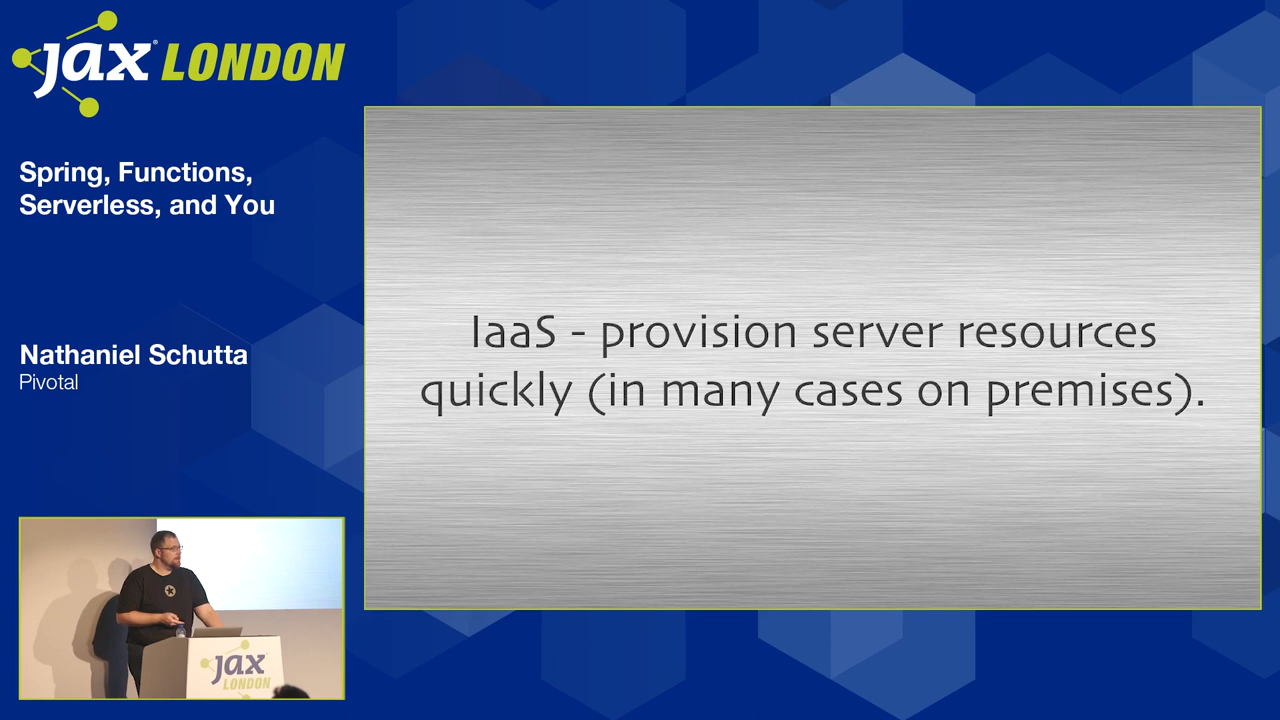 jax® LONDON
Spring, Functions,
Serverless, and You
Nathaniel Schutta
Pivotal
IaaS - provision server resources
quickly (in many cases on premises).
jax
LONDON